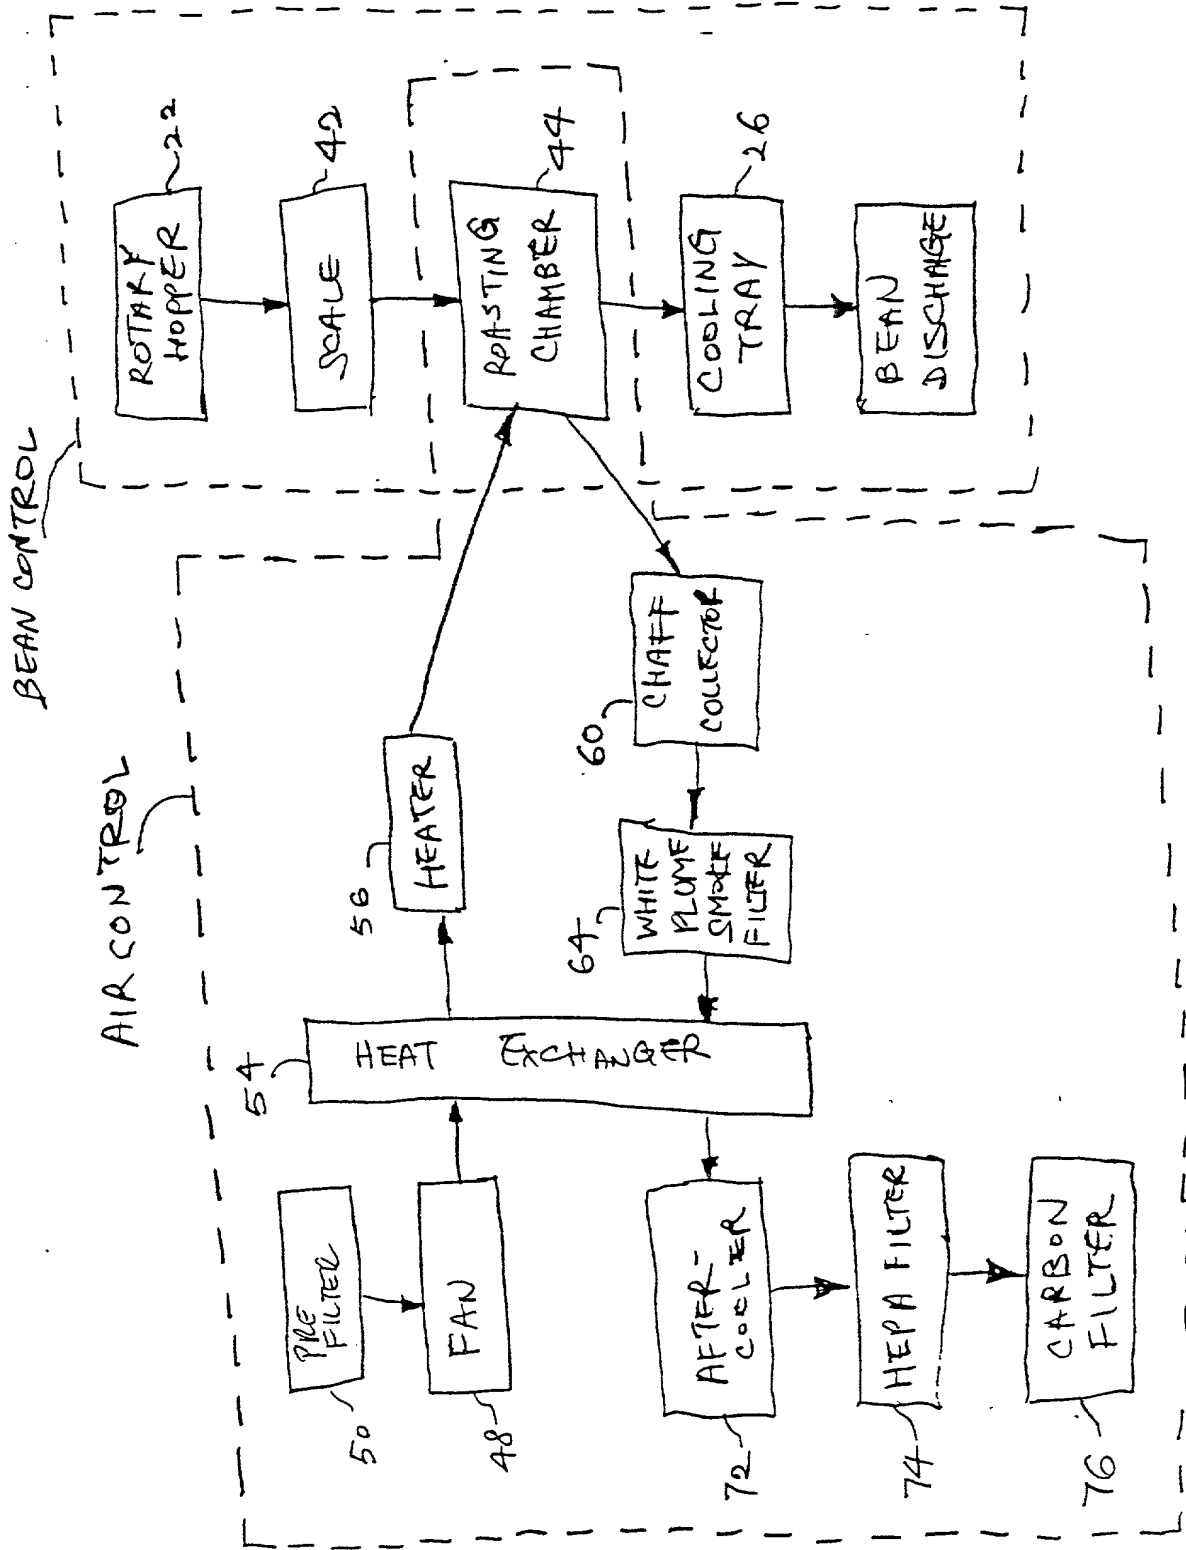 BEAN CONTROL
ROTARY
HOPPER
22
SCALE
42
ROASTING
CHAMBER
44
COOLING
TRAY
26
BEAN
DISCHARGE
AIR CONTROL
PRE
FILTER
50
FAN
48
HEAT EXCHANGER
54
HEATER
56
CHAFF
COLLECTOR
60
WHITE
PLUME
SMOKE
FILTER
64
AFTER-
COOLER
72
HEPA FILTER
74
CARBON
FILTER
76